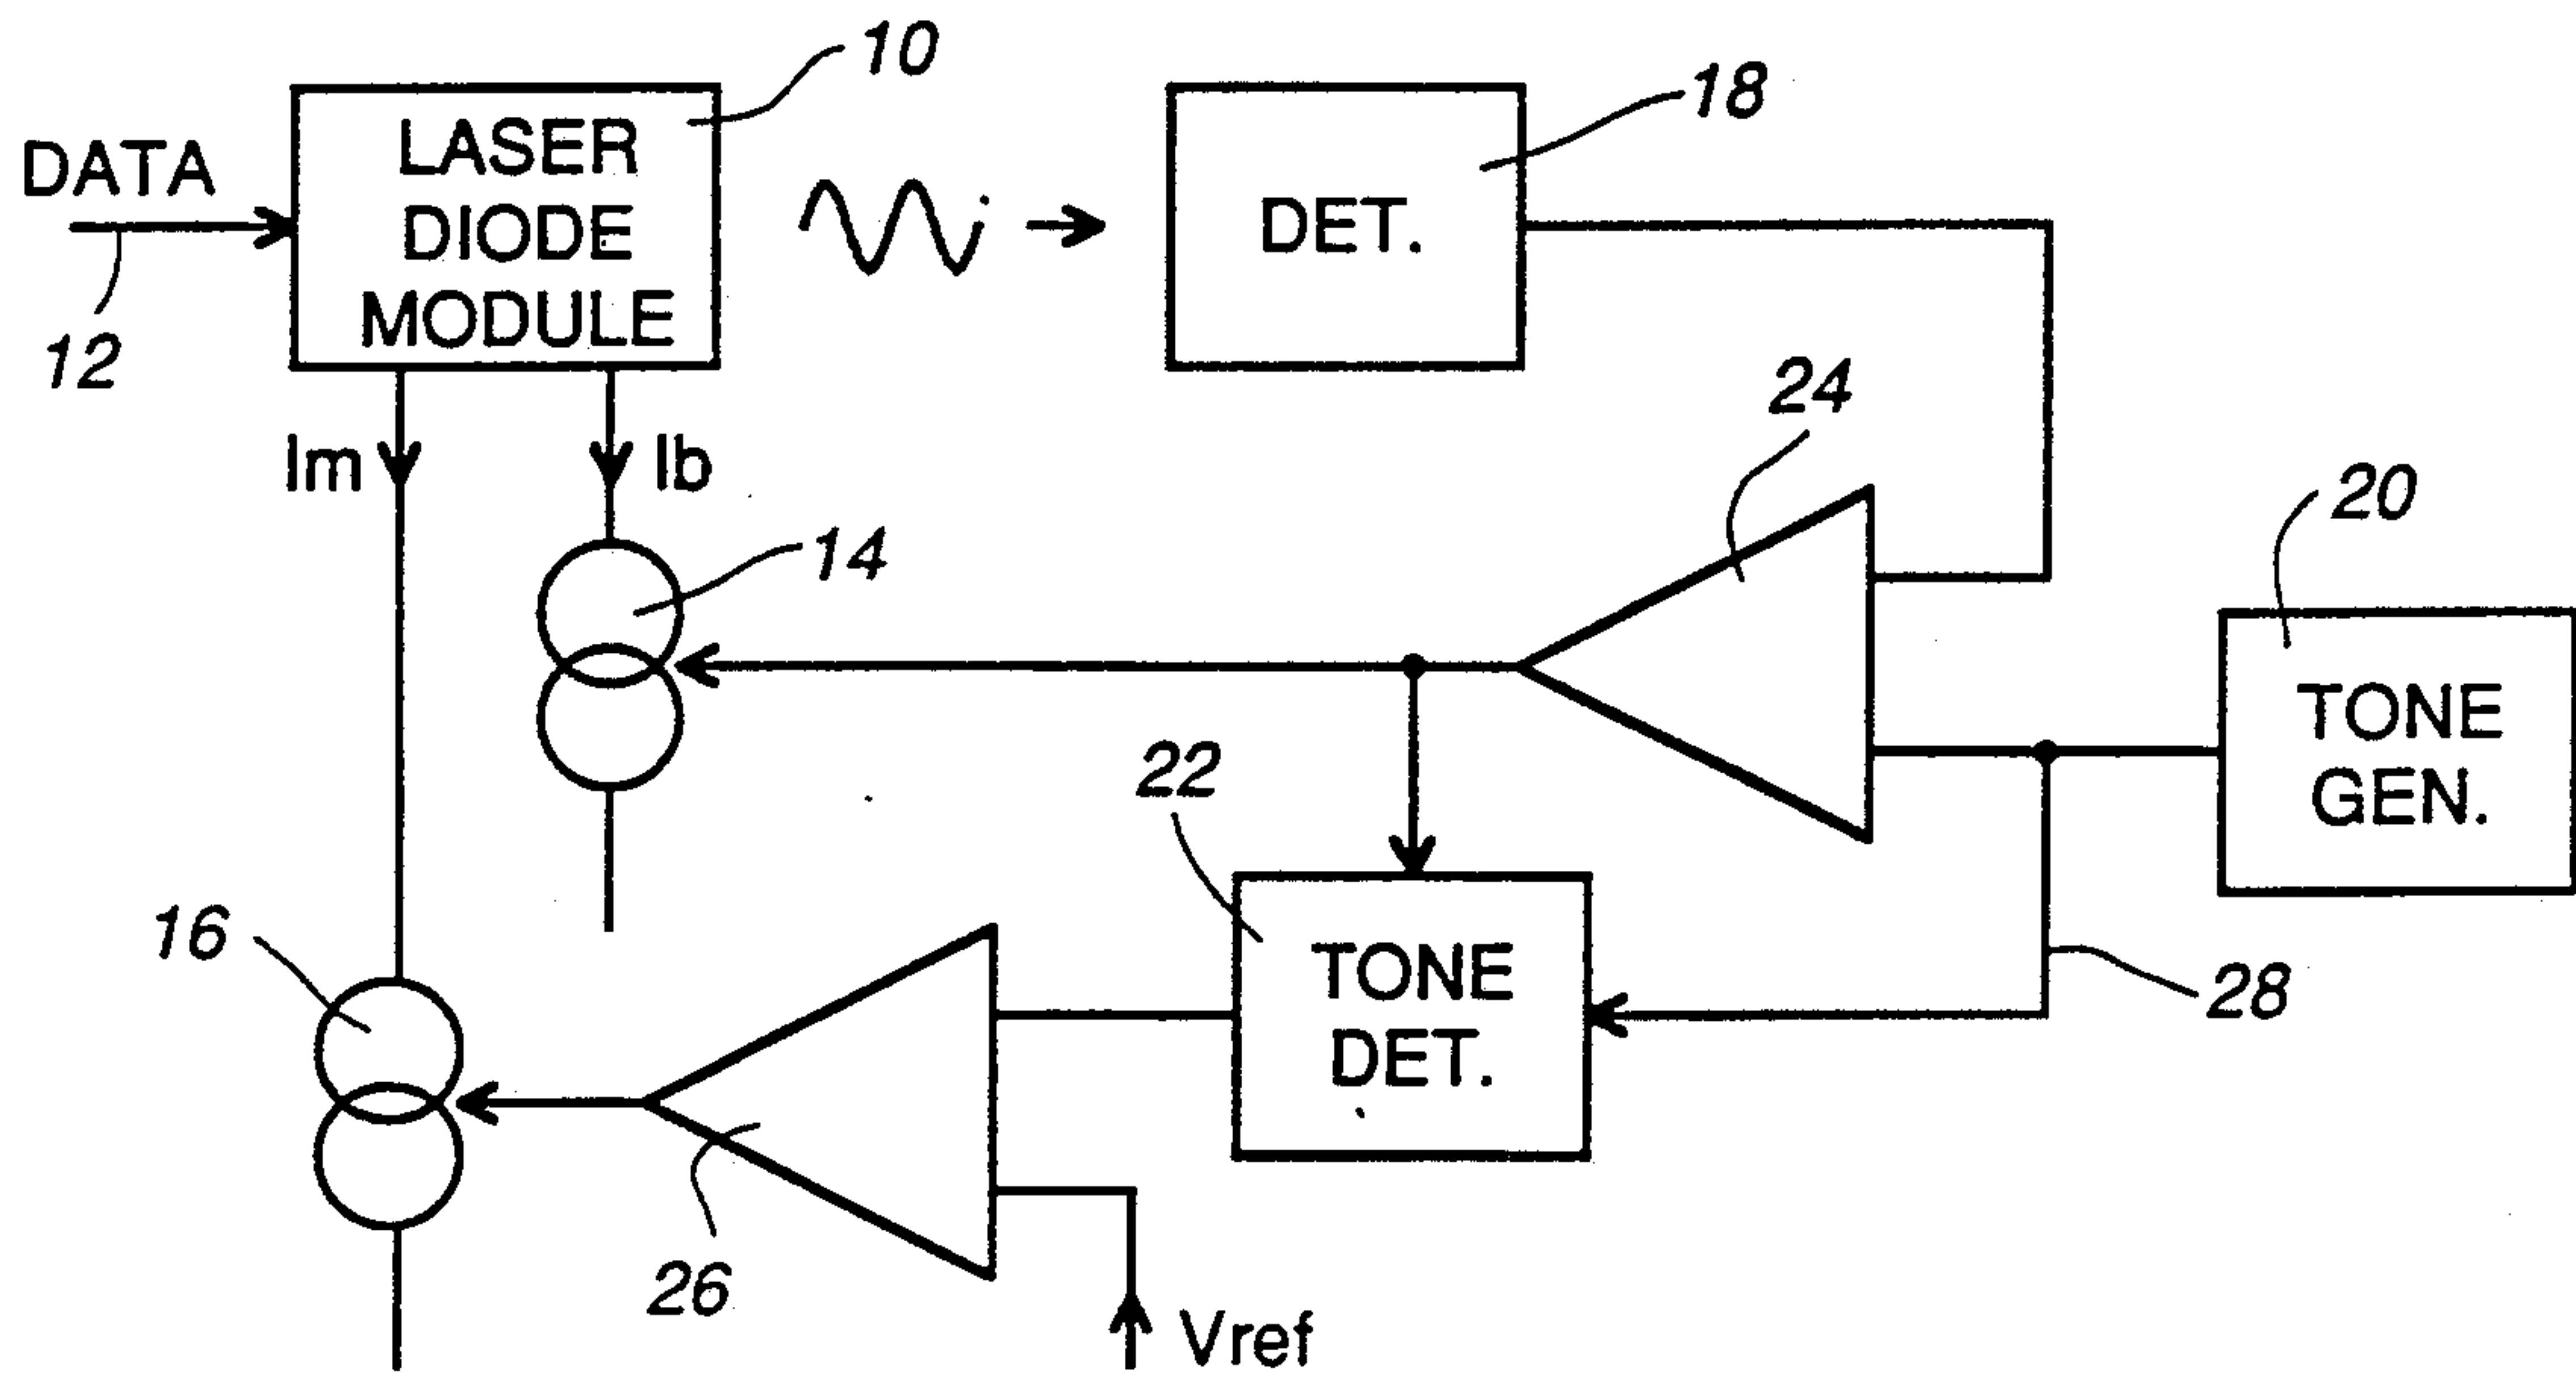 10
18
DATA
LASER
DIODE
MODULE
DET.
12
24
Im
Ib
20
14
TONE
GEN.
22
16
TONE
DET.
28
26
Vref